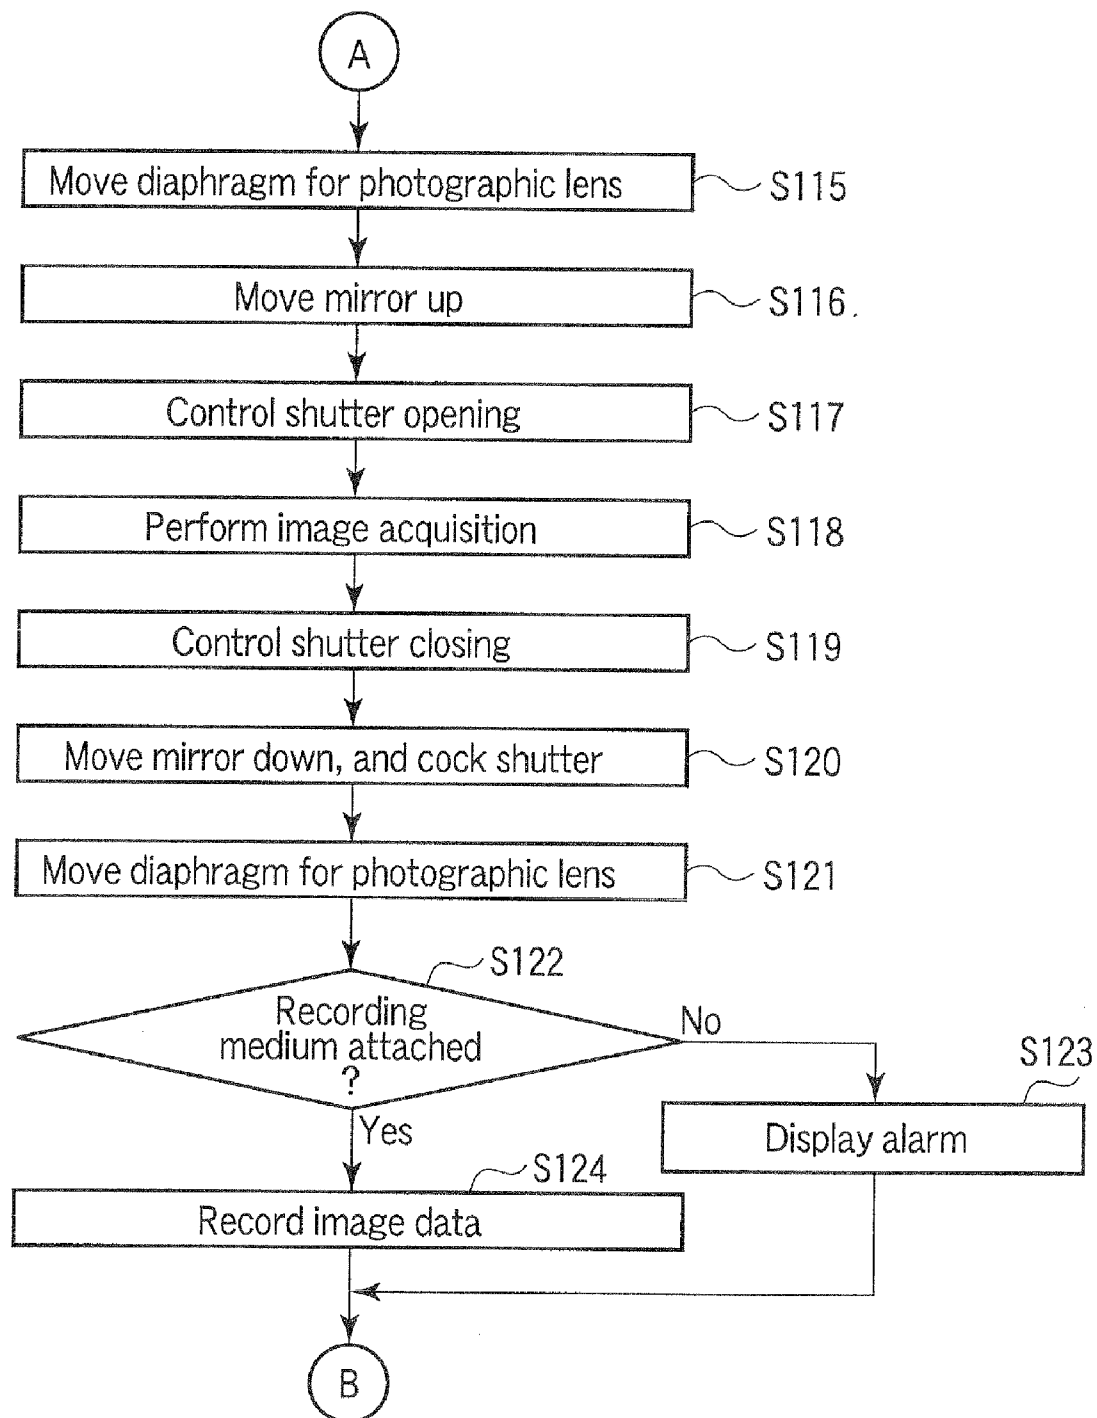 A
Move diaphragm for photographic lens
S115
Move mirror up
S116
Control shutter opening
S117
Perform image acquisition
S118
Control shutter closing
S119
Move mirror down, and cock shutter
S120
Move diaphragm for photographic lens
S121
S122
Recording
medium attached
?
No
S123
Display alarm
Yes
S124
Record image data
B